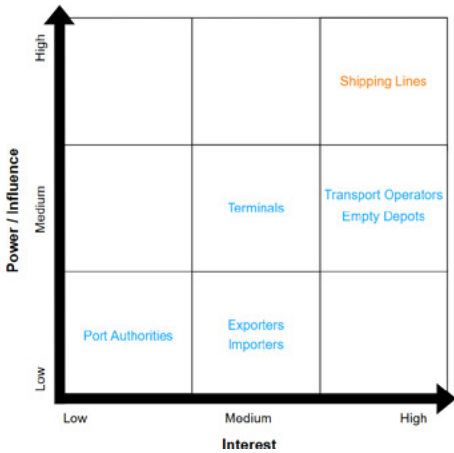 High
Shipping Lines
Power / Influence
Medium
Terminals
Transport Operators
Empty Depots
Port Authorities
Exporters
Importers
Low
Low
Medium
High
Interest